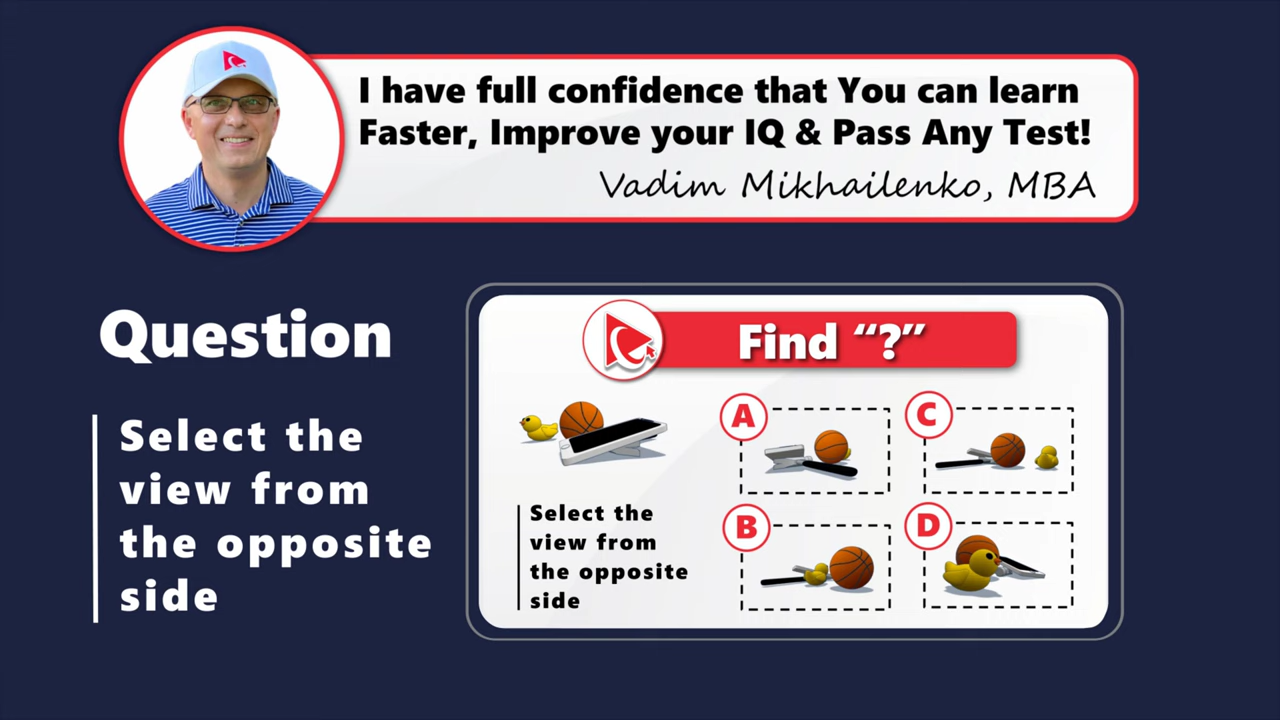 I have full confidence that You can learn
Faster, Improve your IQ & Pass Any Test!
Vadim Mikhailenko, MBA
Question
Select the
view from
the opposite
side
Find “?”
A
C
Select the
view from
the opposite
side
B
D